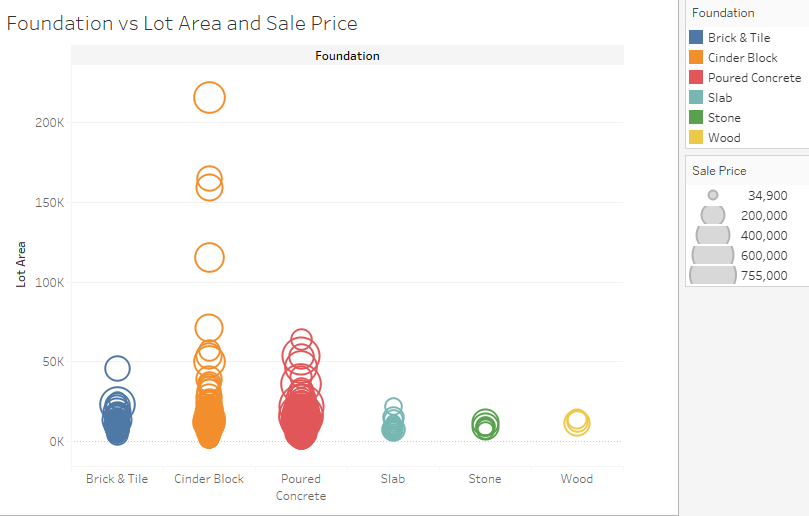 Foundation vs Lot Area and Sale Price
Foundation
200K
150K
100K
50K
0K
Lot Area
Brick & Tile
Cinder Block
Poured
Concrete
Slab
Stone
Wood
Foundation
Brick & Tile
Cinder Block
Poured Concrete
Slab
Stone
Wood
Sale Price
34,900
200,000
400,000
600,000
755,000